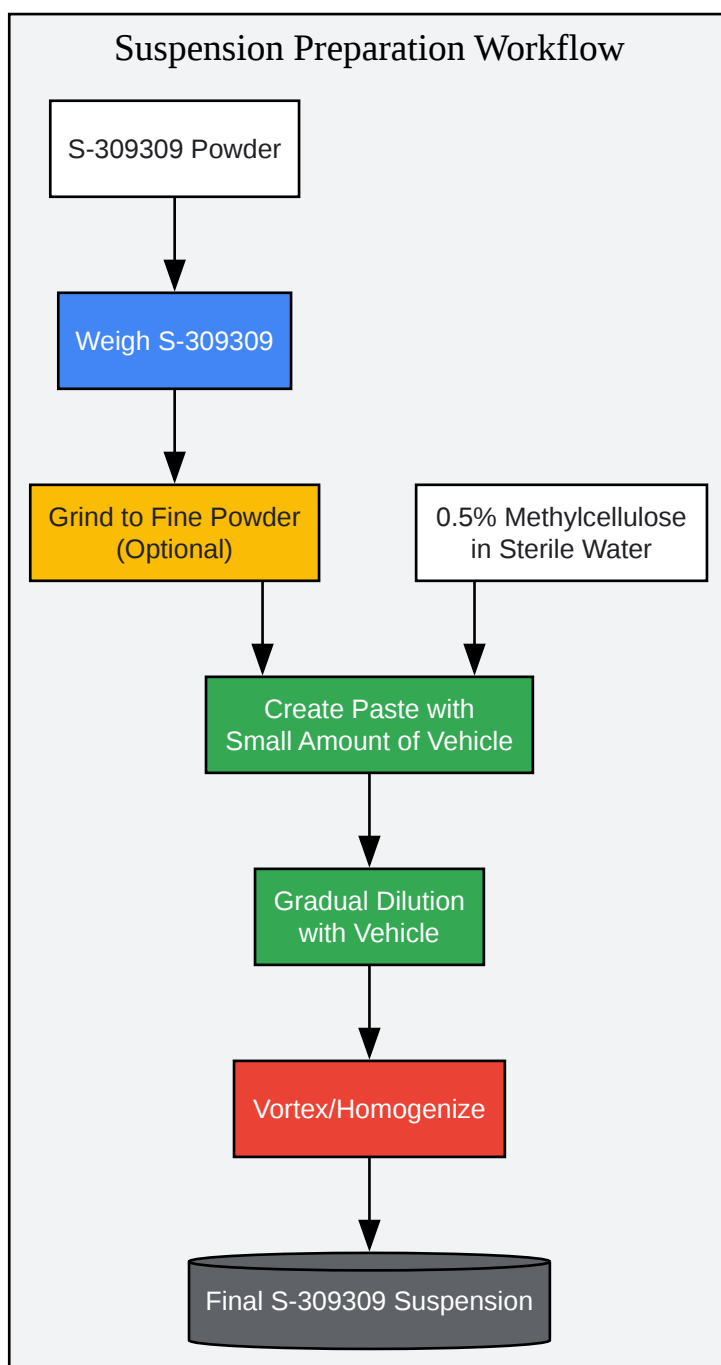 Suspension Preparation Workflow
S-309309 Powder
Weigh S-309309
Grind to Fine Powder
(Optional)
0.5% Methylcellulose
in Sterile Water
Create Paste with
Small Amount of Vehicle
Gradual Dilution
with Vehicle
Vortex/Homogenize
Final S-309309 Suspension